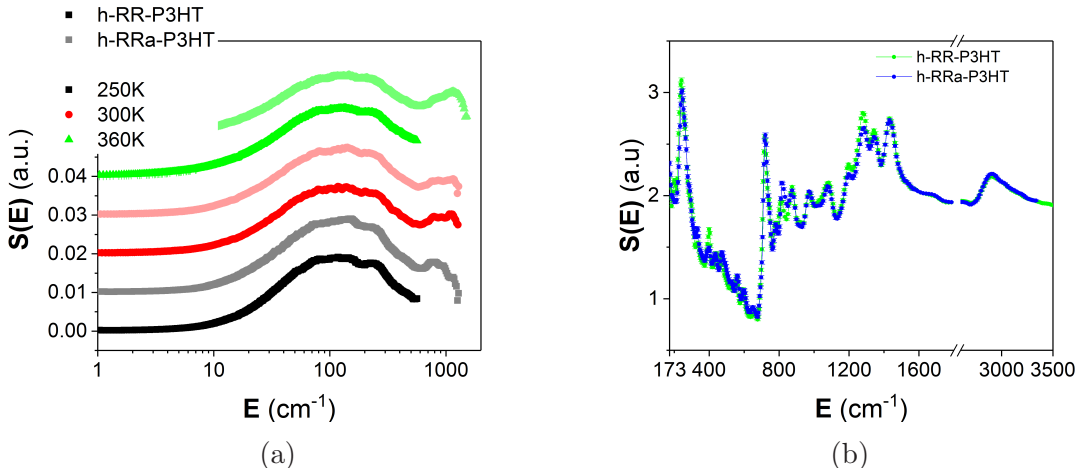 h-RR-P3HT
h-RRa-P3HT
250K
300K
360K
S(E) (a.u.)
0.04
0.03
0.02
0.01
0.00
1 10 100 1000
E (cm⁻¹)
(a)
h-RR-P3HT
h-RRa-P3HT
S(E) (a.u)
3
2
1
173 400 800 1200 1600 3000 3500
E (cm⁻¹)
(b)